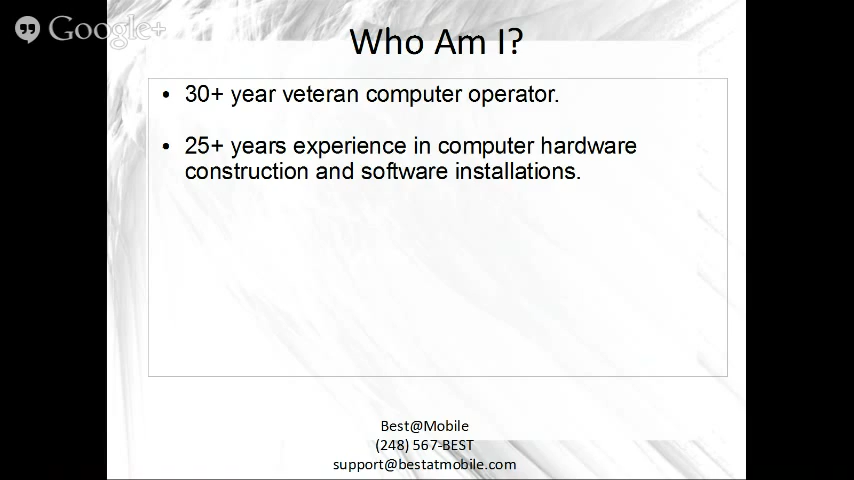 Google+
Who Am I?
• 30+ year veteran computer operator.
• 25+ years experience in computer hardware
construction and software installations.
Best@Mobile
(248) 567-BEST
support@bestatmobile.com